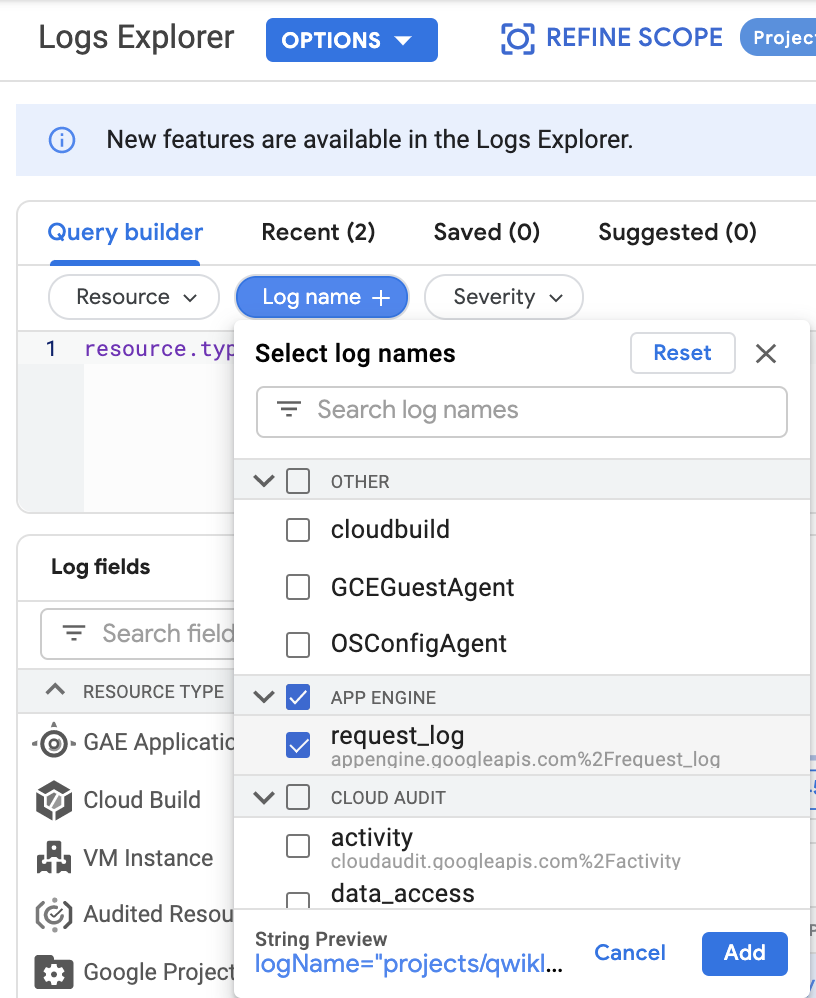 Logs Explorer
OPTIONS
REFINE SCOPE
Project
New features are available in the Logs Explorer.
Query builder
Recent (2)
Saved (0)
Suggested (0)
Resource
Log name
Severity
1 resource.typ
Select log names
Reset
Search log names
OTHER
cloudbuild
GCEGuestAgent
OSConfigAgent
APP ENGINE
request_log
appengine.googleapis.com%2Frequest_log
CLOUD AUDIT
activity
cloudaudit.googleapis.com%2Factivity
data_access
String Preview
logName="projects/qwikl...
Cancel
Add
Log fields
Search field
RESOURCE TYPE
GAE Applicatio
Cloud Build
VM Instance
Audited Resou
Google Project